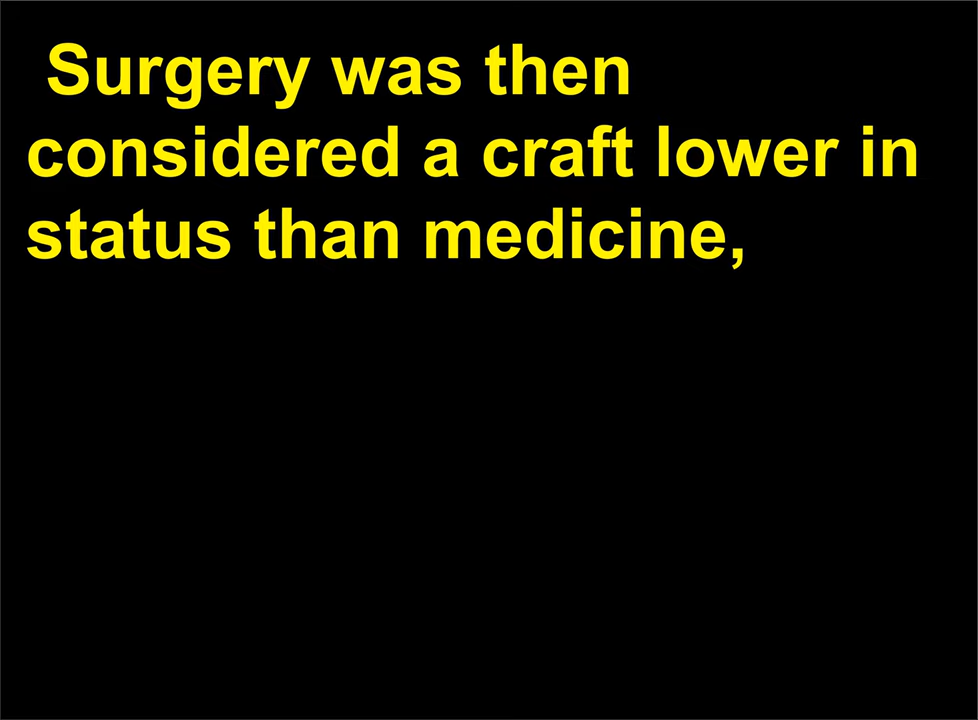 Surgery was then
considered a craft lower in
status than medicine,